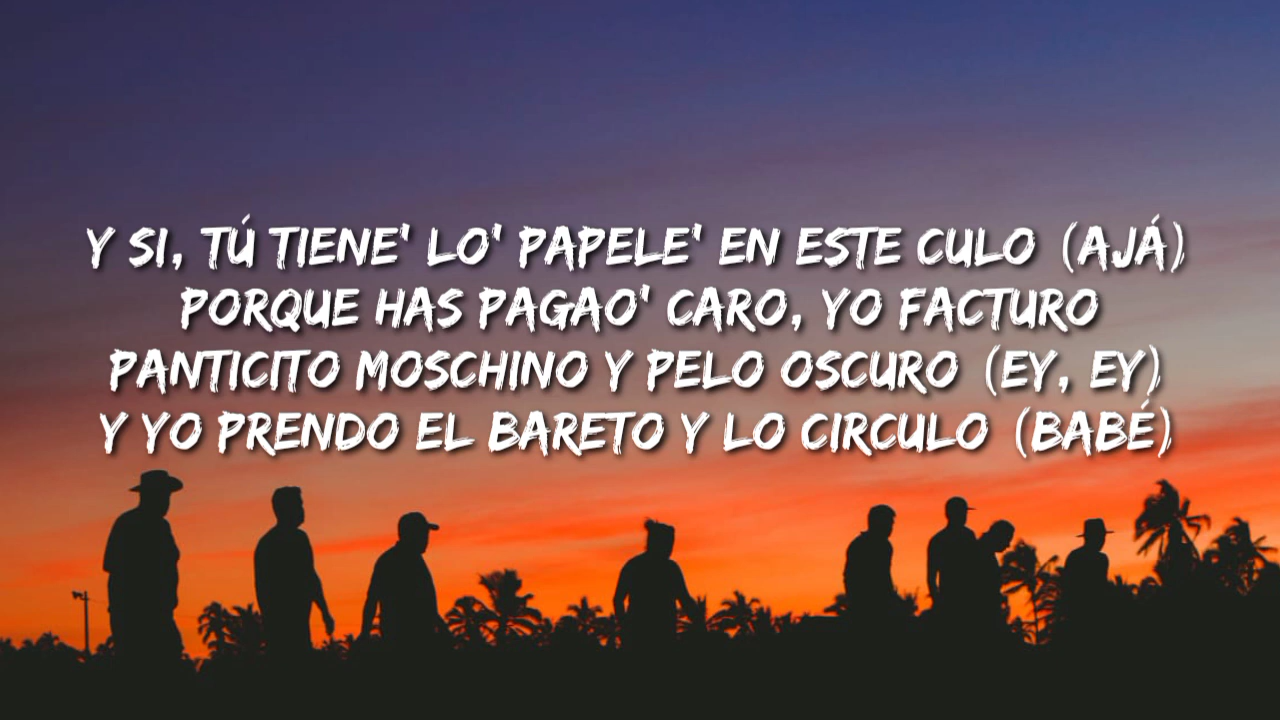 Y SI, TÚ TIENE' LO' PAPELE' EN ESTE CULO (AJÁ)
PORQUE HAS PAGAO' CARO, YO FACTURO
PANTICITO MOSCHINO Y PELO OSCURO (EY, EY)
Y YO PRENDO EL BARETO Y LO CIRCULO (BABÉ)